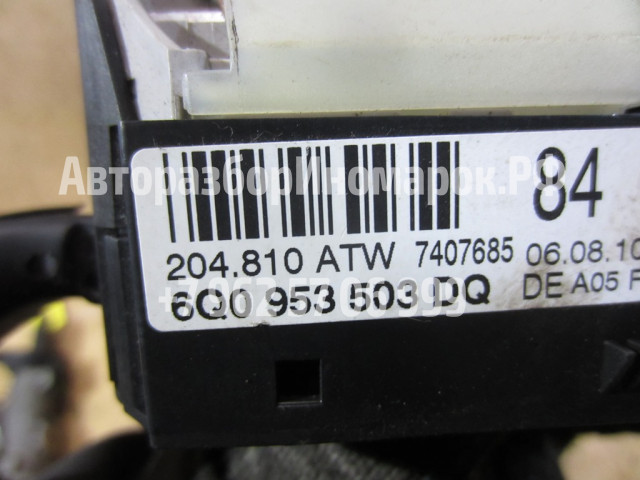 84
АвторазборИномарок.РФ
204.810 ATW 7407685 06.08.10
6Q0 953 503 DQ DE A05